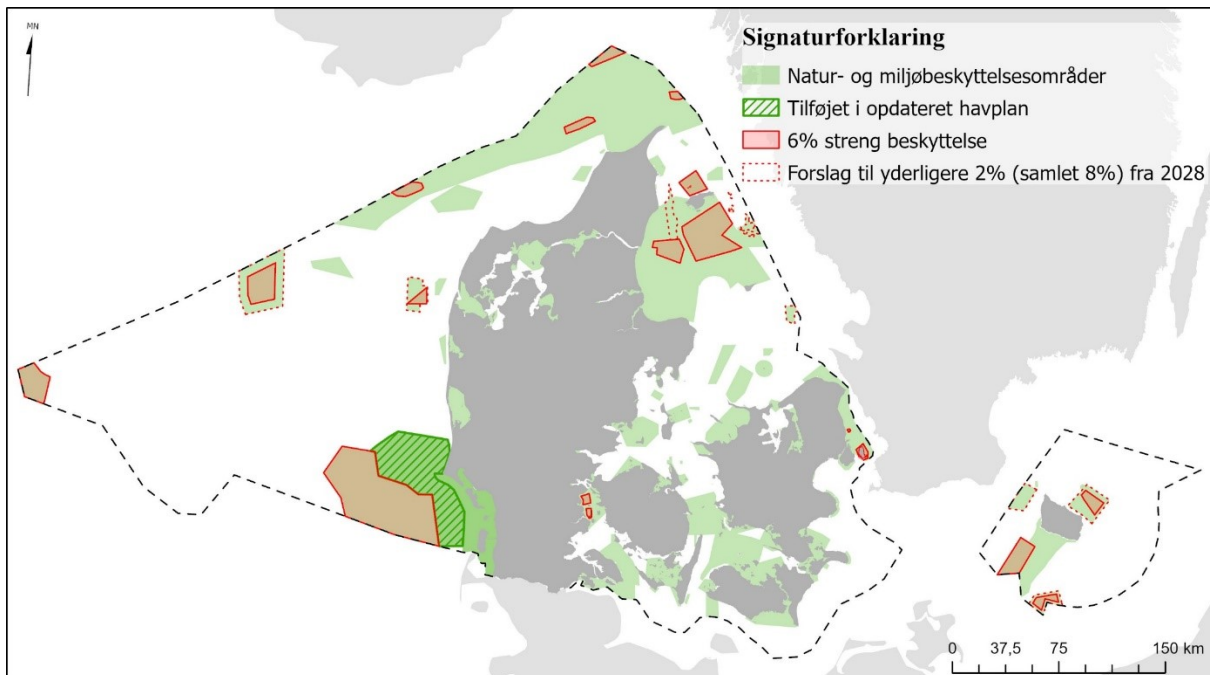 MN
Signaturforklaring
Natur- og miljøbeskyttelsesområder
Tilføjet i opdateret havplan
6% streng beskyttelse
Forslag til yderligere 2% (samlet 8%) fra 2028
0 37,5 75 150 km